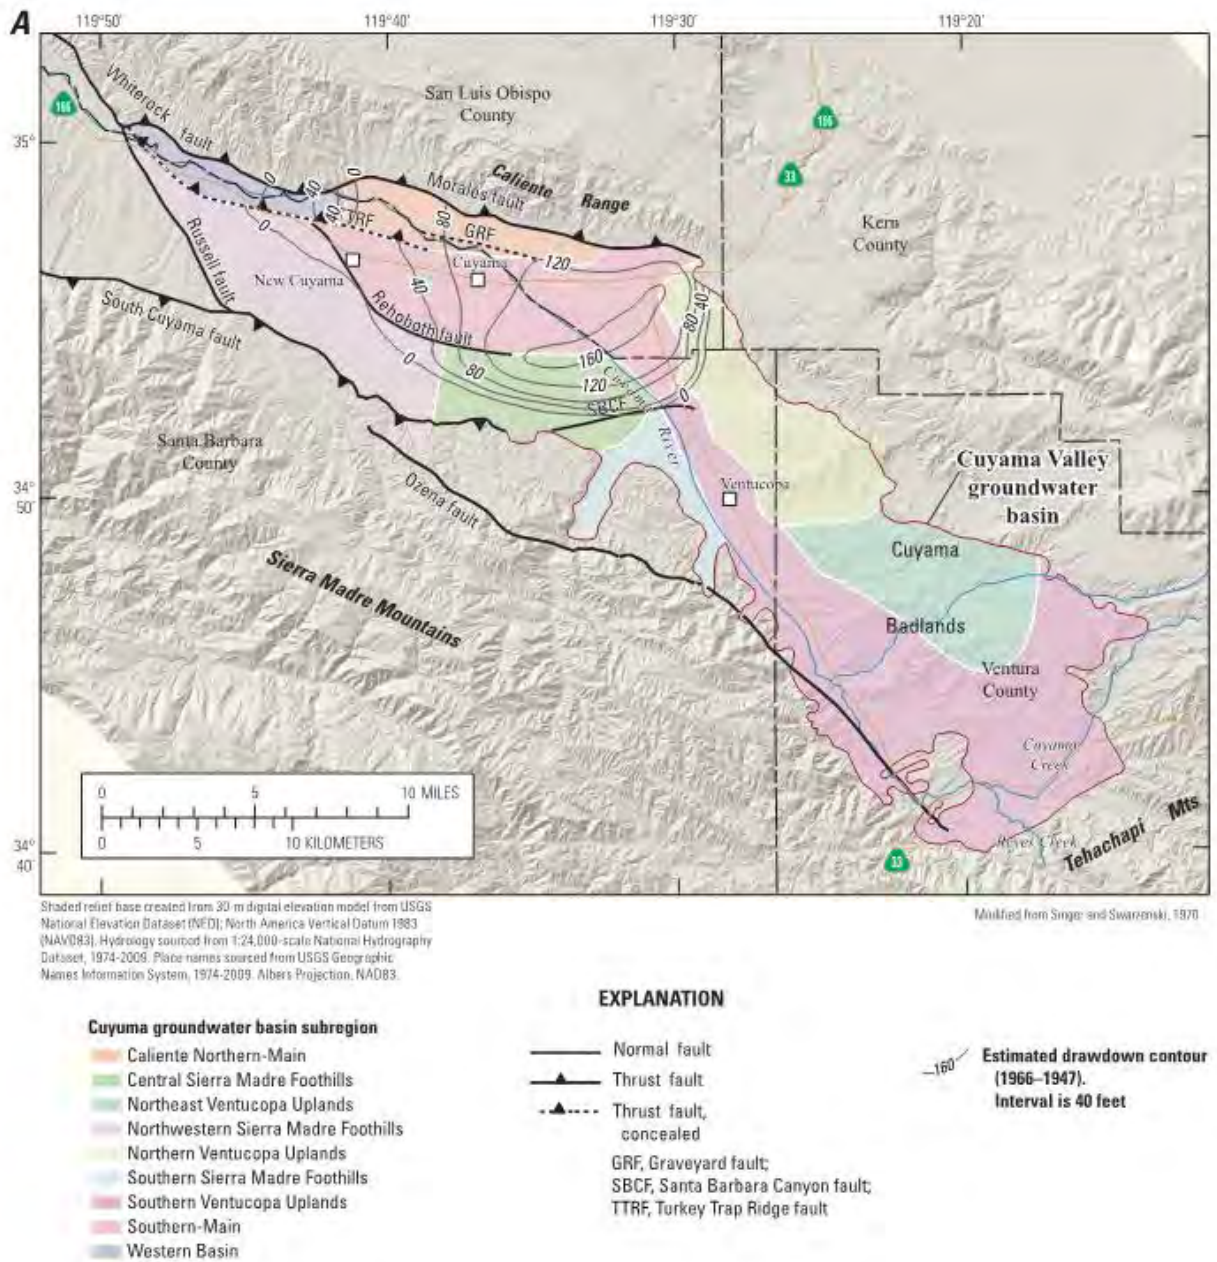 A
119°50'
119°40'
119°30'
119°20'
166
Whiterock fault
San Luis Obispo
County
166
33
35°
Caliente Range
Morales fault
Kern
County
0
40
0
40
TRF
80
GRF
0
120
Cuyama
New Cuyama
40
Russell fault
40
80
South Cuyama fault
Rehoboth fault
160
0
80
120
Cuyama
River
SBCF
0
Santa Barbara
County
34°
50'
Ozena fault
Ventucopa
Cuyama Valley
groundwater
basin
Cuyama
Sierra Madre Mountains
Badlands
Ventura
County
Cuyama
Creek
0 5 10 MILES
0 5 10 KILOMETERS
Reyes Creek
Tehachapi Mts
34°
40'
33
Shaded relief base created from 30-m digital elevation model from USGS
National Elevation Dataset (NED); North America Vertical Datum 1983
(NAVD83). Hydrology sourced from 1:24,000-scale National Hydrography
Dataset, 1974-2009. Place names sourced from USGS Geographic
Names Information System, 1974-2009. Albers Projection, NAD83.
Modified from Singer and Swarzenski, 1970
EXPLANATION
Cuyuma groundwater basin subregion
Caliente Northern-Main
Central Sierra Madre Foothills
Northeast Ventucopa Uplands
Northwestern Sierra Madre Foothills
Northern Ventucopa Uplands
Southern Sierra Madre Foothills
Southern Ventucopa Uplands
Southern-Main
Western Basin
Normal fault
Thrust fault
Thrust fault,
concealed
GRF, Graveyard fault;
SBCF, Santa Barbara Canyon fault;
TTRF, Turkey Trap Ridge fault
160
Estimated drawdown contour
(1966–1947).
Interval is 40 feet